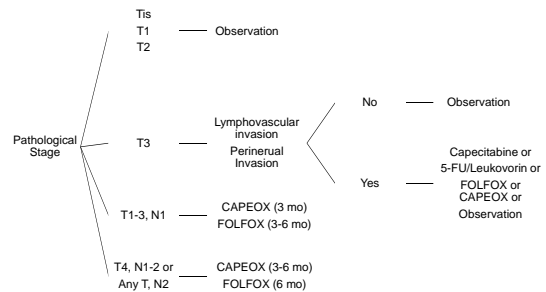 Tis
T1
T2
Observation
Pathological
Stage
T3
Lymphovascular
invasion
Perinerual
Invasion
No
Observation
Yes
Capecitabine or
5-FU/Leukovorin or
FOLFOX or
CAPEOX or
Observation
T1-3, N1
CAPEOX (3 mo)
FOLFOX (3-6 mo)
T4, N1-2 or
Any T, N2
CAPEOX (3-6 mo)
FOLFOX (6 mo)